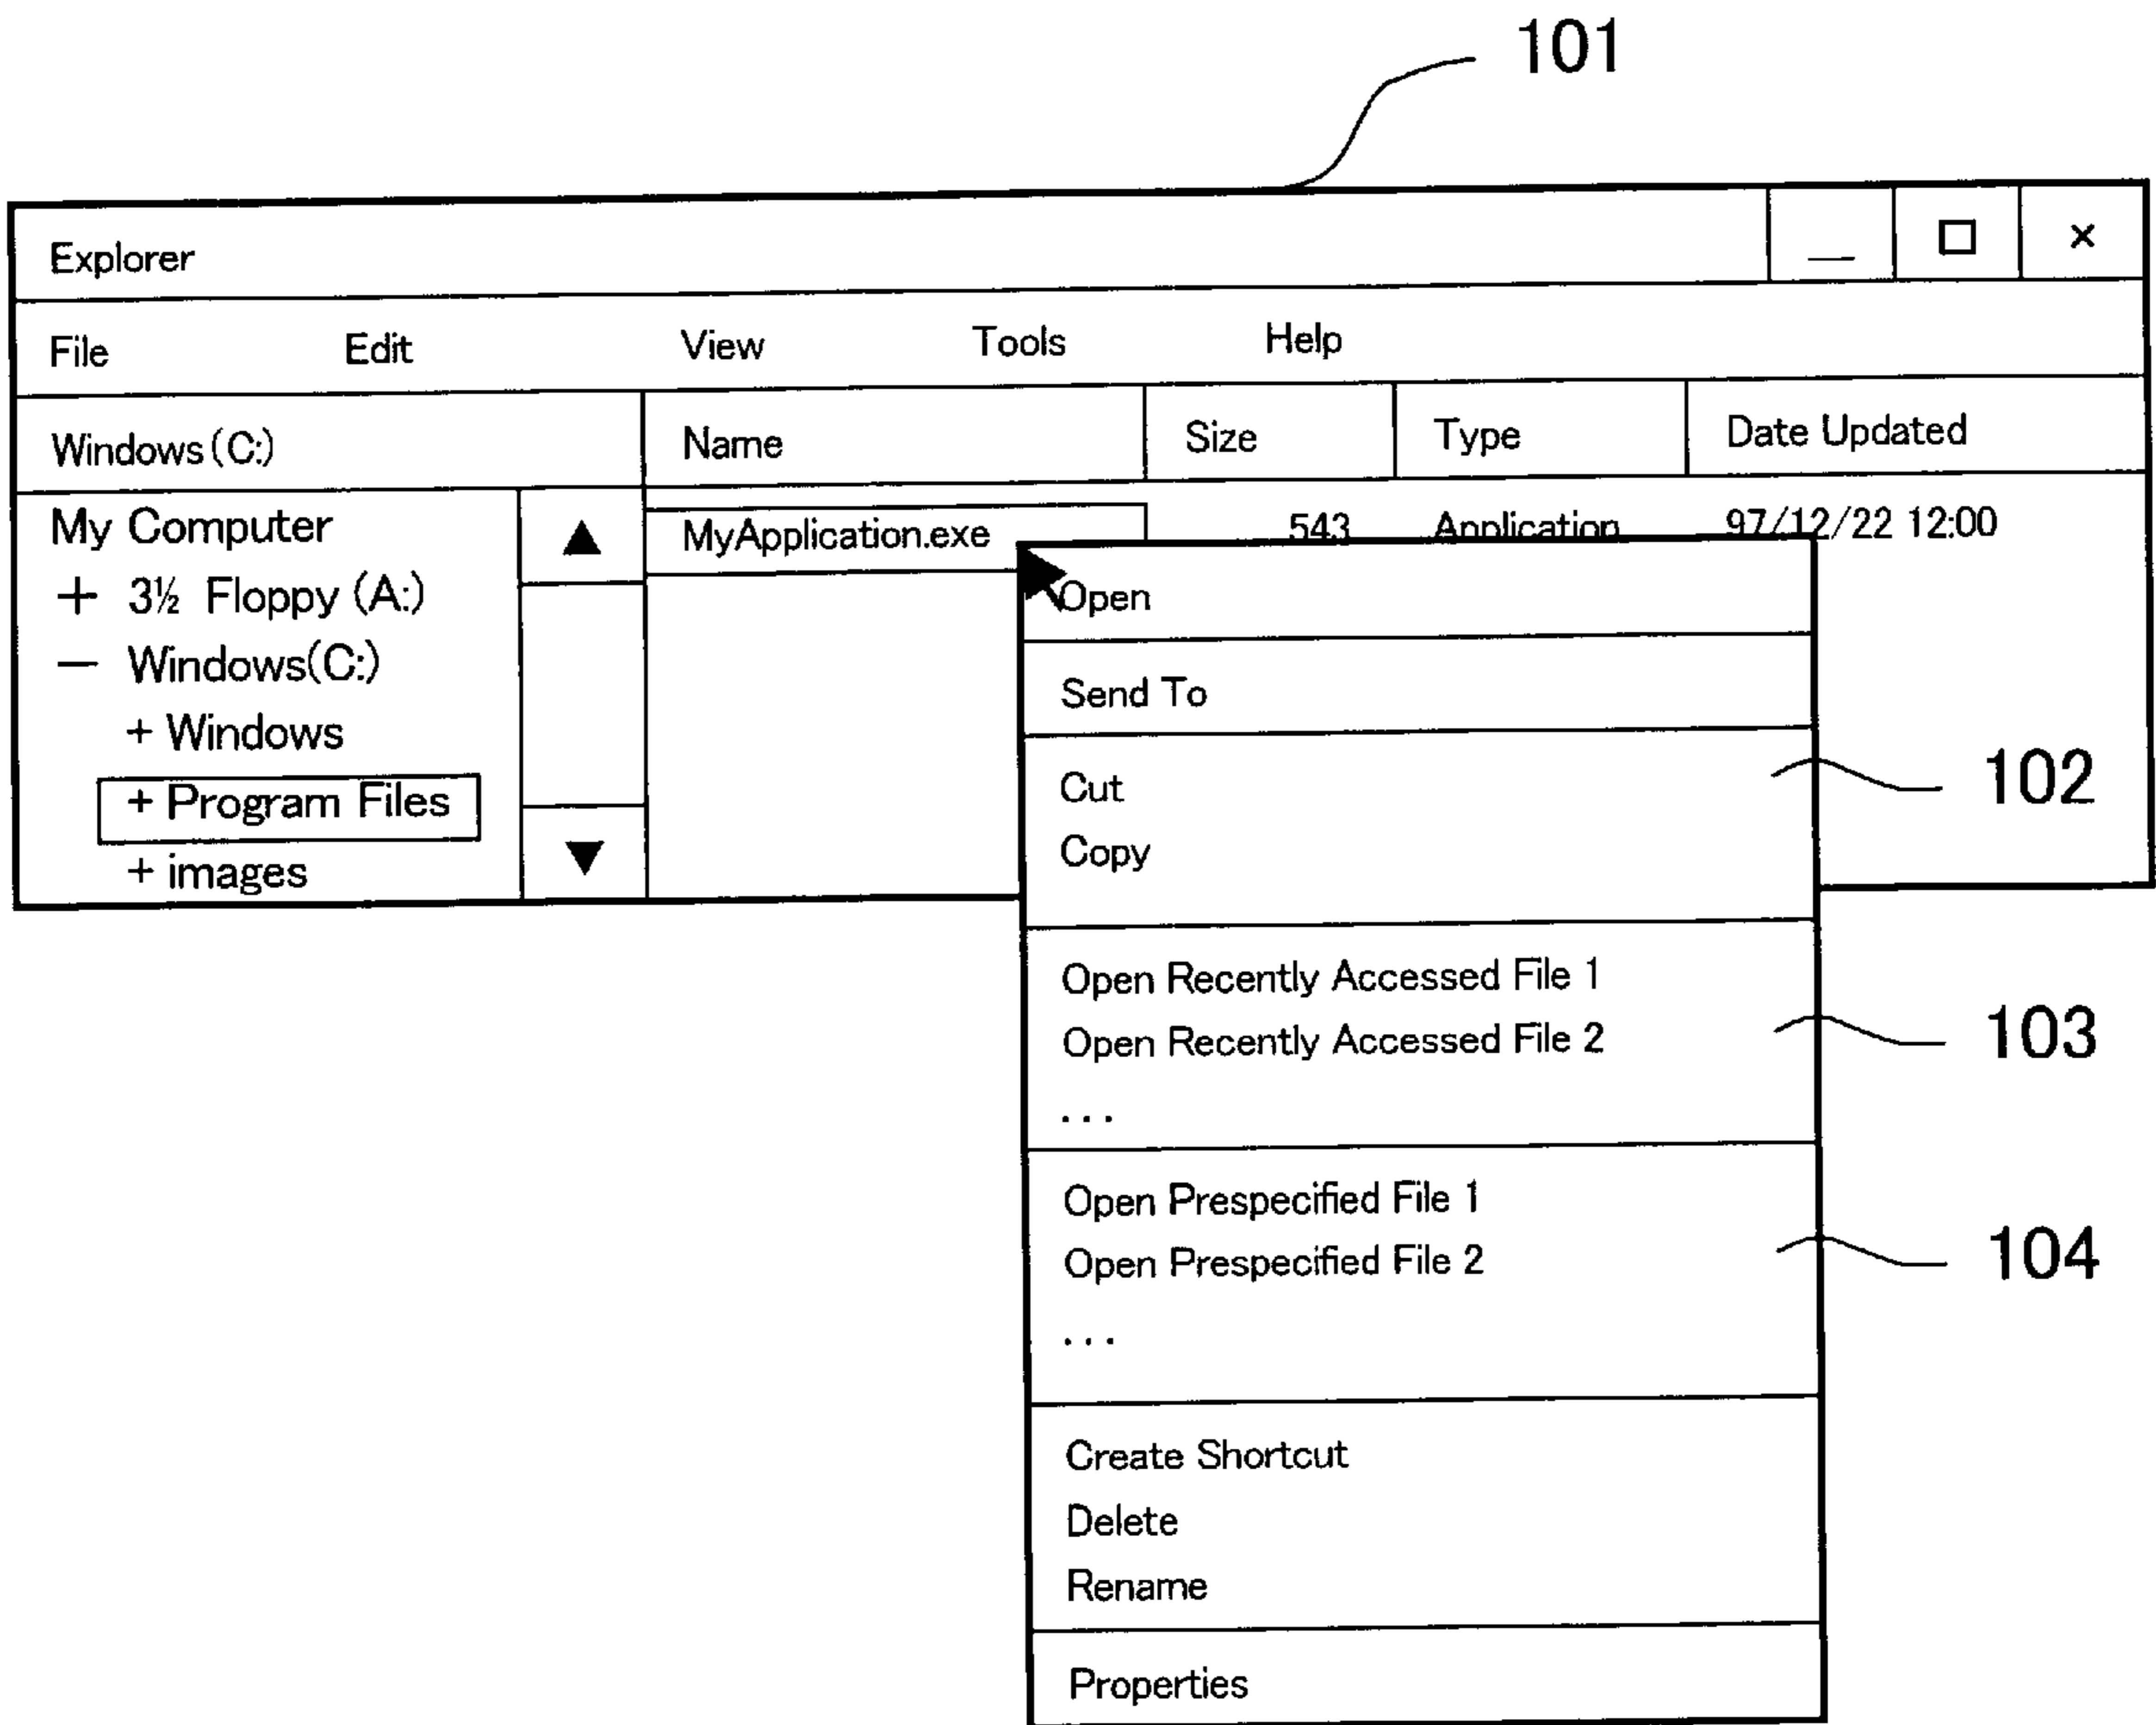 101
Explorer _ □ ×
File Edit View Tools Help
Windows(C:) Name Size Type Date Updated
My Computer
+ 3½ Floppy (A:)
− Windows(C:)
+ Windows
+ Program Files
+ images
MyApplication.exe 543 Application 97/12/22 12:00
Open
Send To
Cut
Copy
102
Open Recently Accessed File 1
Open Recently Accessed File 2
...
103
Open Prespecified File 1
Open Prespecified File 2
...
104
Create Shortcut
Delete
Rename
Properties